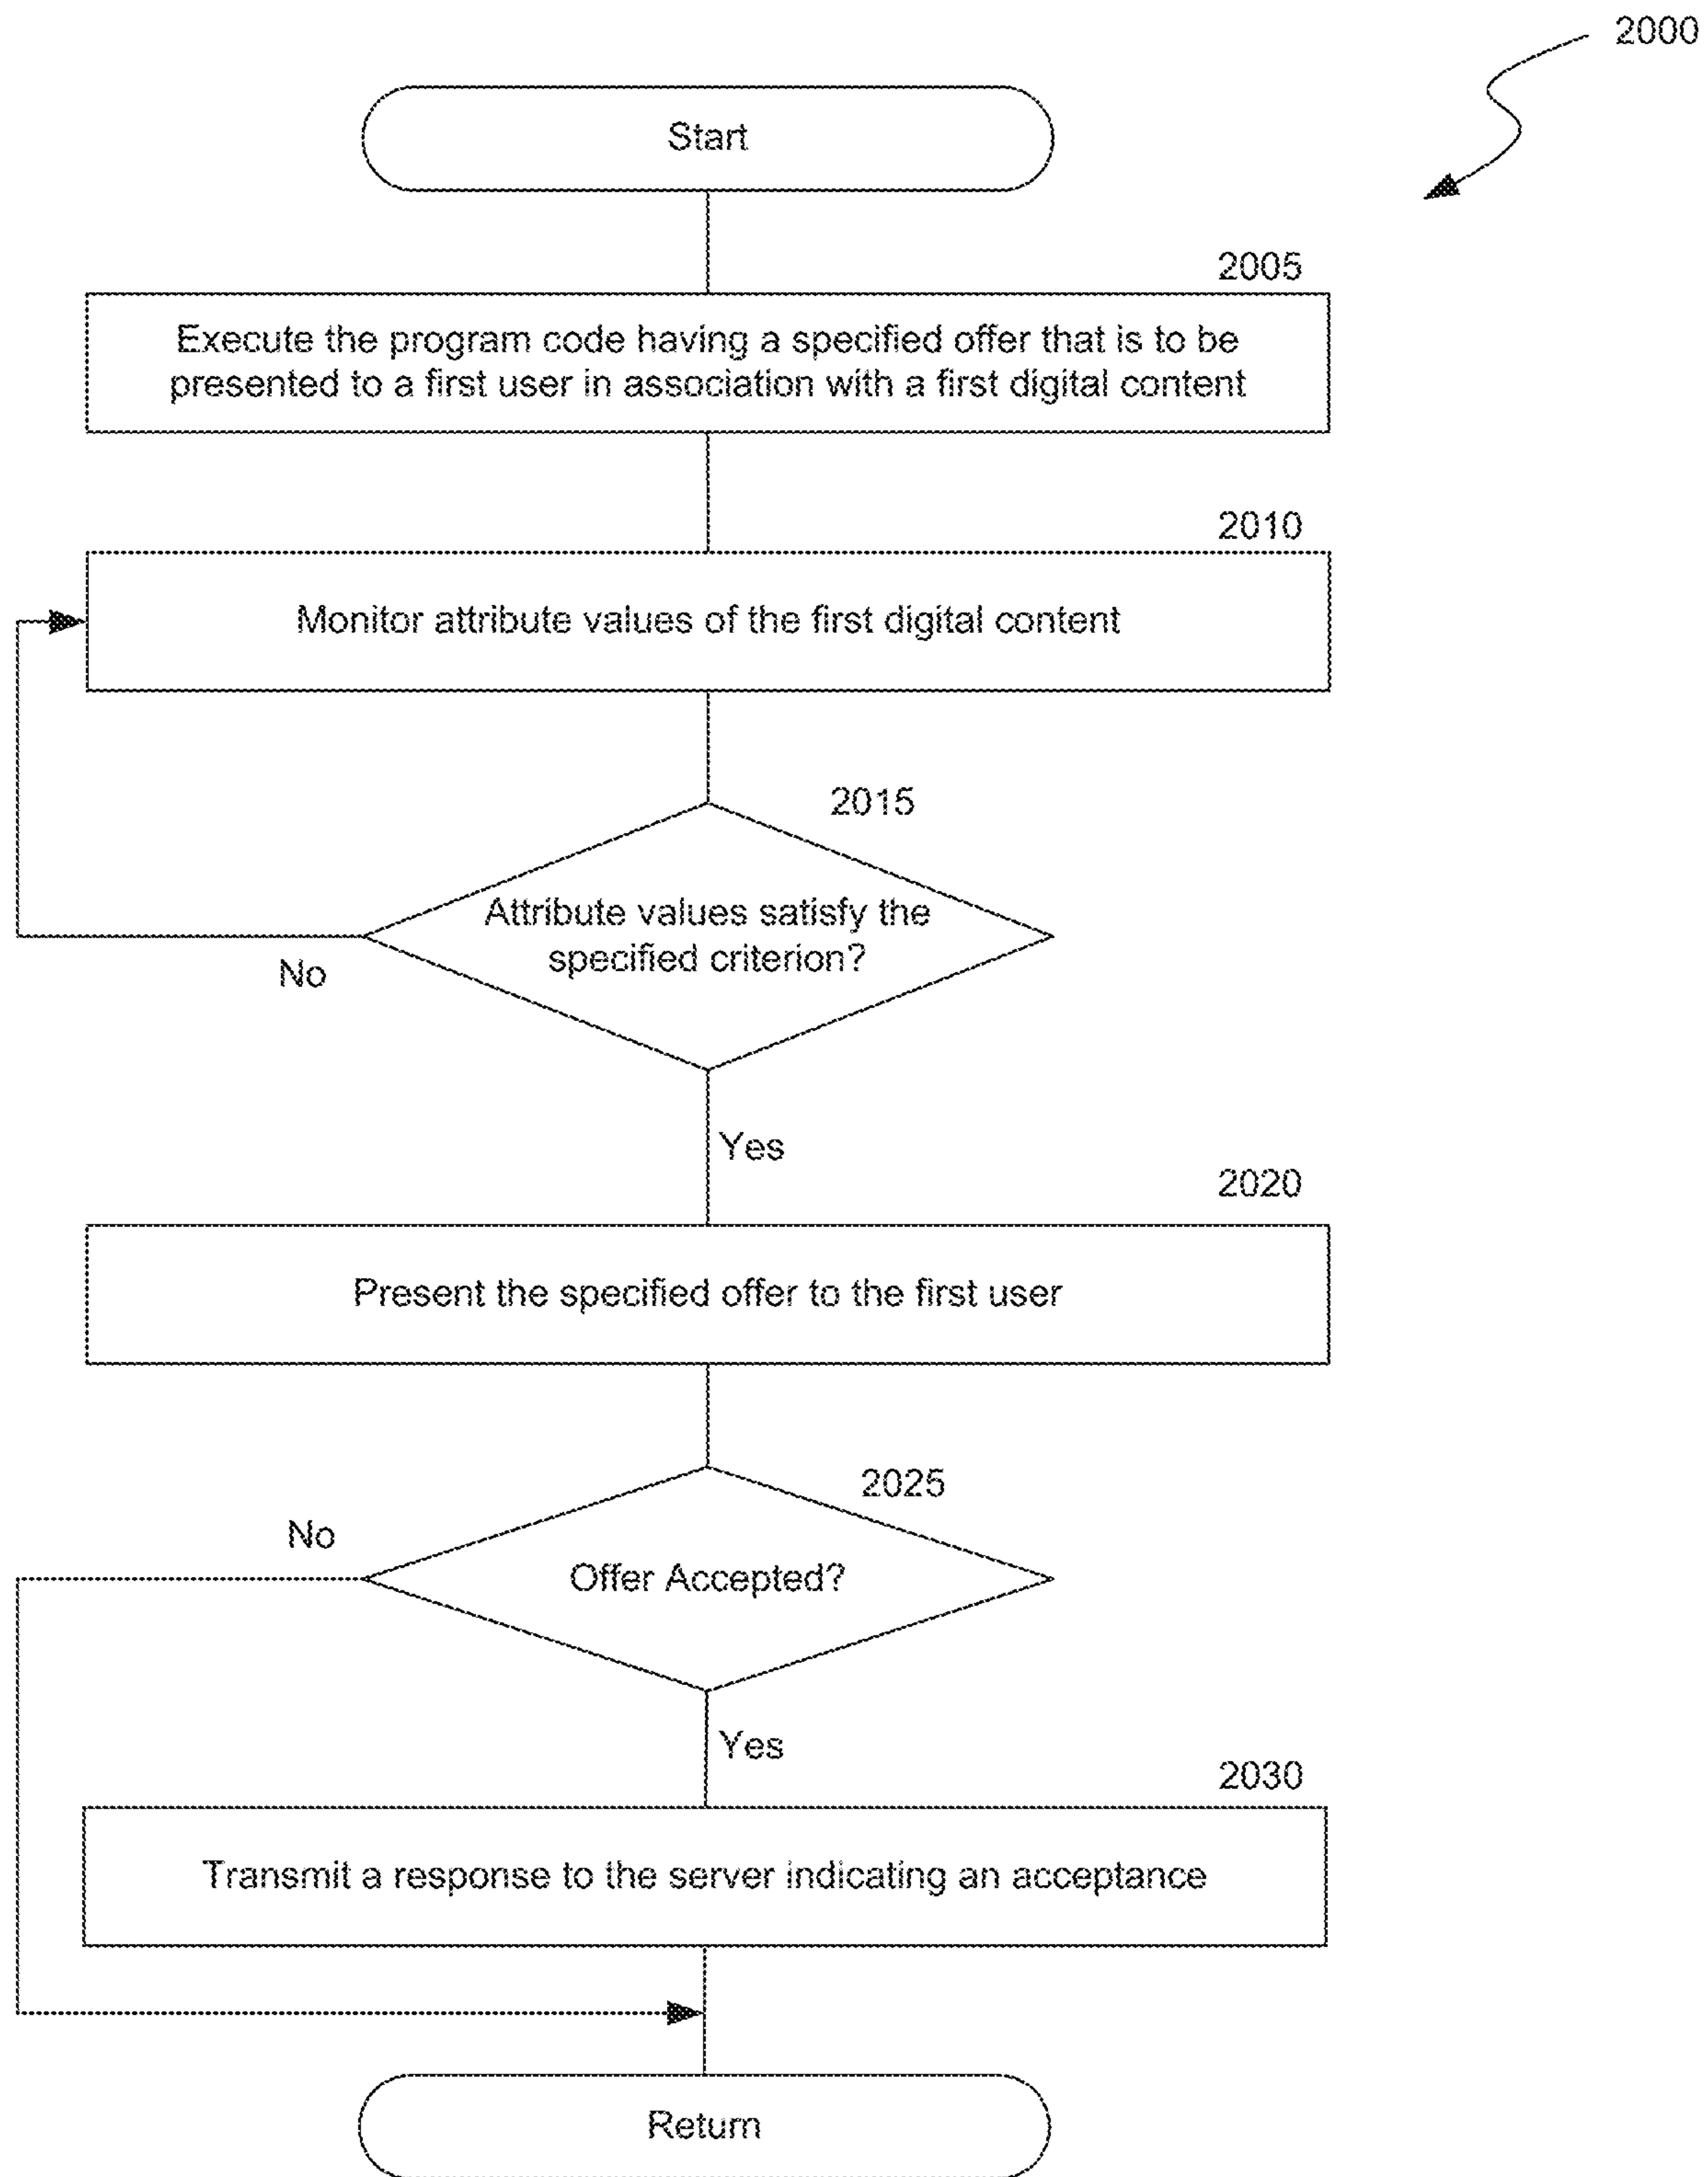 2000
Start
2005
Execute the program code having a specified offer that is to be
presented to a first user in association with a first digital content
2010
Monitor attribute values of the first digital content
2015
Attribute values satisfy the
specified criterion?
No
Yes
2020
Present the specified offer to the first user
2025
No
Offer Accepted?
Yes
2030
Transmit a response to the server indicating an acceptance
Return